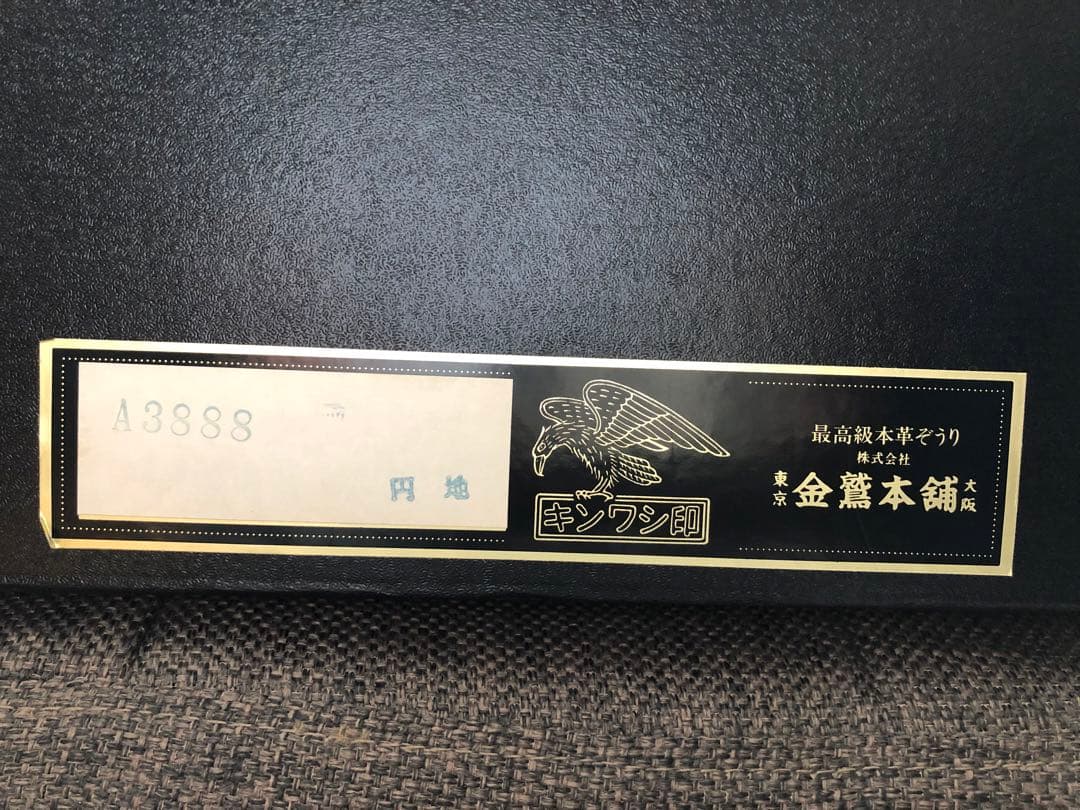 A3888
円地
キンワシ印
最高級本革ぞうり
株式会社
東京 金鷲本舗 大阪